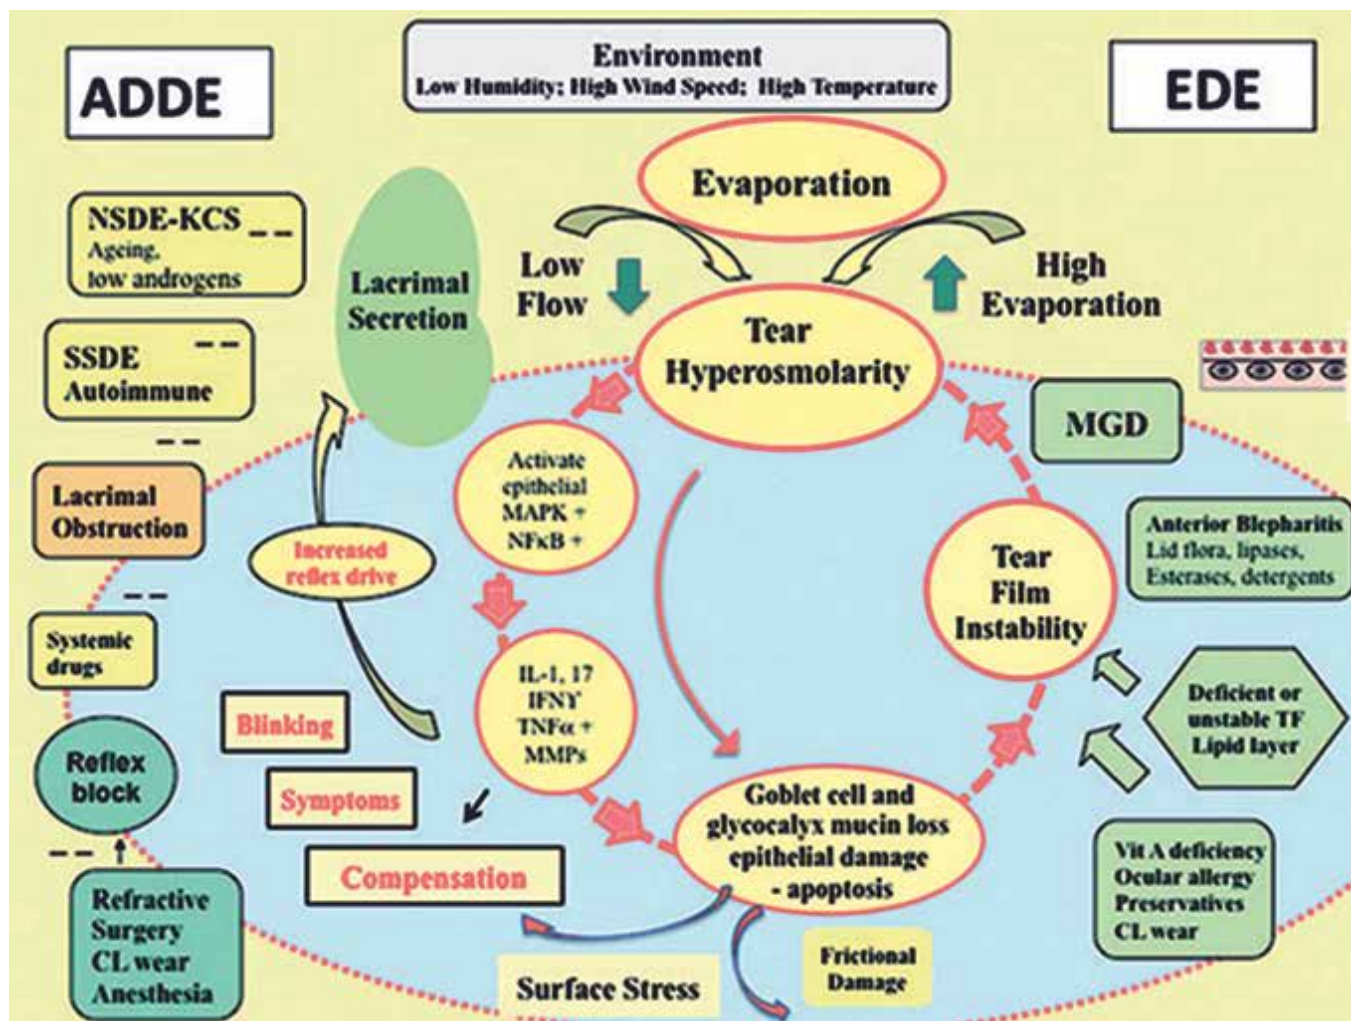 ADDE
Environment
Low Humidity; High Wind Speed; High Temperature
EDE
Evaporation
NSDE-KCS
Ageing,
low androgens
Lacrimal
Secretion
Low
Flow
High
Evaporation
Tear
Hyperosmolarity
SSDE
Autoimmune
MGD
Lacrimal
Obstruction
Activate
epithelial
MAPK +
NFκB +
Increased
reflex drive
Tear
Film
Instability
Anterior Blepharitis
Lid flora, lipases,
Esterases, detergents
Systemic
drugs
IL-1, 17
IFNϒ
TNFα +
MMPs
Blinking
Deficient or
unstable TF
Lipid layer
Reflex
block
Symptoms
Goblet cell and
glycocalyx mucin loss
epithelial damage
- apoptosis
Compensation
Vit A deficiency
Ocular allergy
Preservatives
CL wear
Refractive
Surgery
CL wear
Anesthesia
Surface Stress
Frictional
Damage